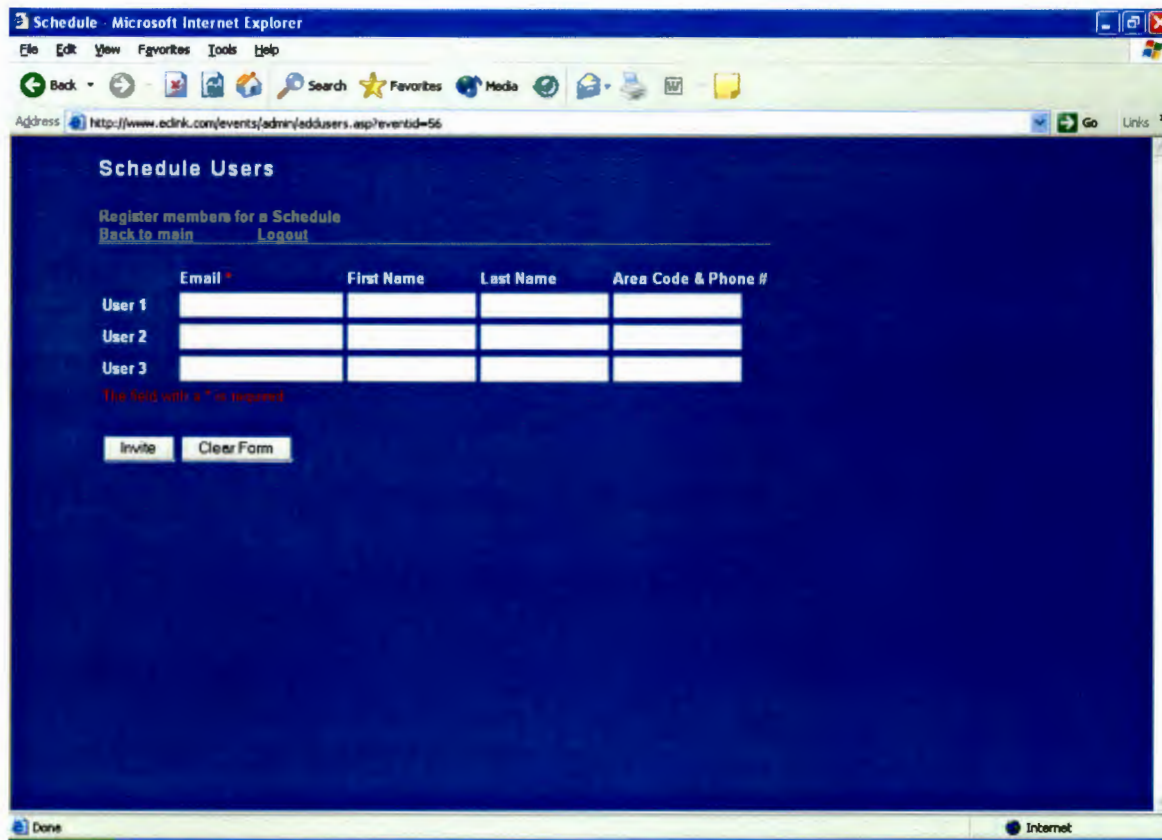 Schedule - Microsoft Internet Explorer
File Edit View Favorites Tools Help
Back Search Favorites Media W
Address http://www.edink.com/events/admin/addusers.asp?eventid=56 Go Links
Schedule Users
Register members for a Schedule
Back to main Logout
Email * First Name Last Name Area Code & Phone #
User 1
User 2
User 3
The field with a * is required
Invite Clear Form
Done Internet